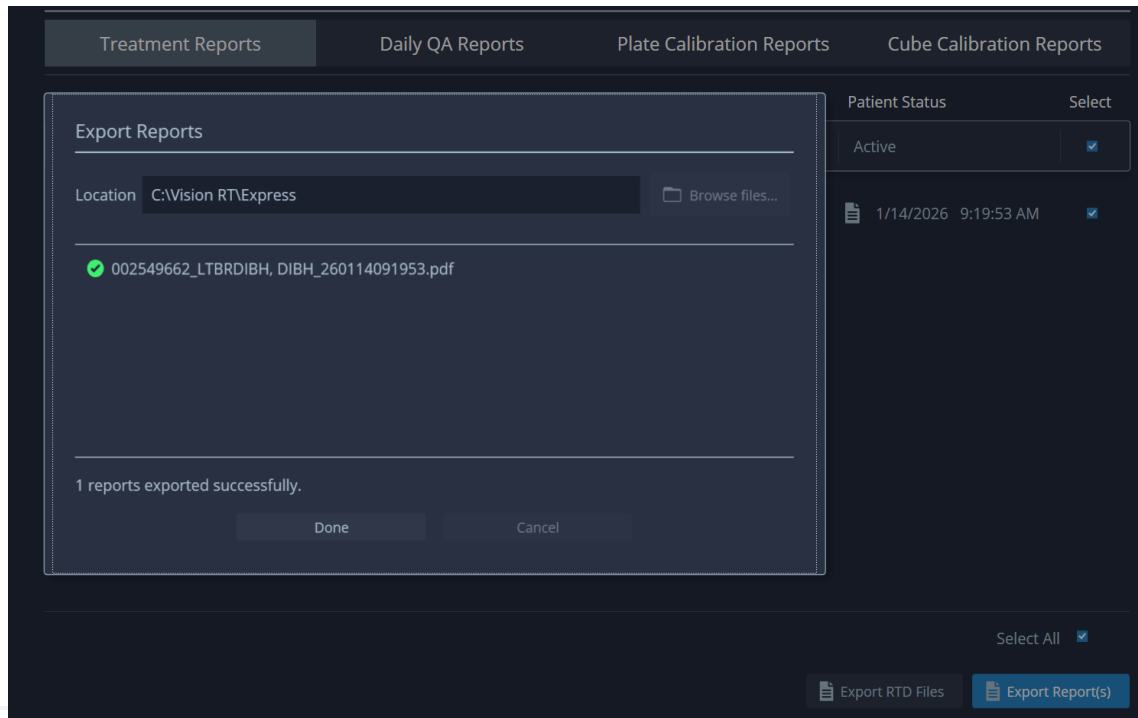 Treatment Reports Daily QA Reports Plate Calibration Reports Cube Calibration Reports
Patient Status Select
Export Reports
Active
Location C:\Vision RT\Express Browse files...
1/14/2026 9:19:53 AM
002549662_LTBRDIBH, DIBH_260114091953.pdf
1 reports exported successfully.
Done Cancel
Select All
Export RTD Files Export Report(s)